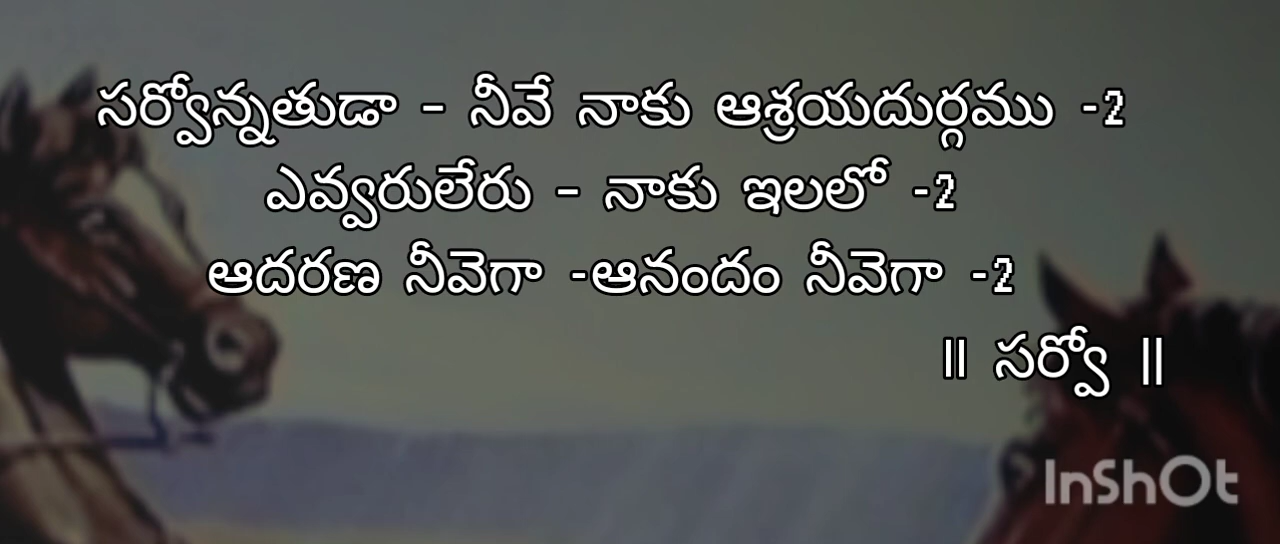 సర్వోన్నతుడా - నీవే నాకు ఆశ్రయదుర్గము -2
ఎవ్వరులేరు - నాకు ఇలలో -2
ఆదరణ నీవెగా -ఆనందం నీవెగా -2
|| సర్వో ||
InShOt